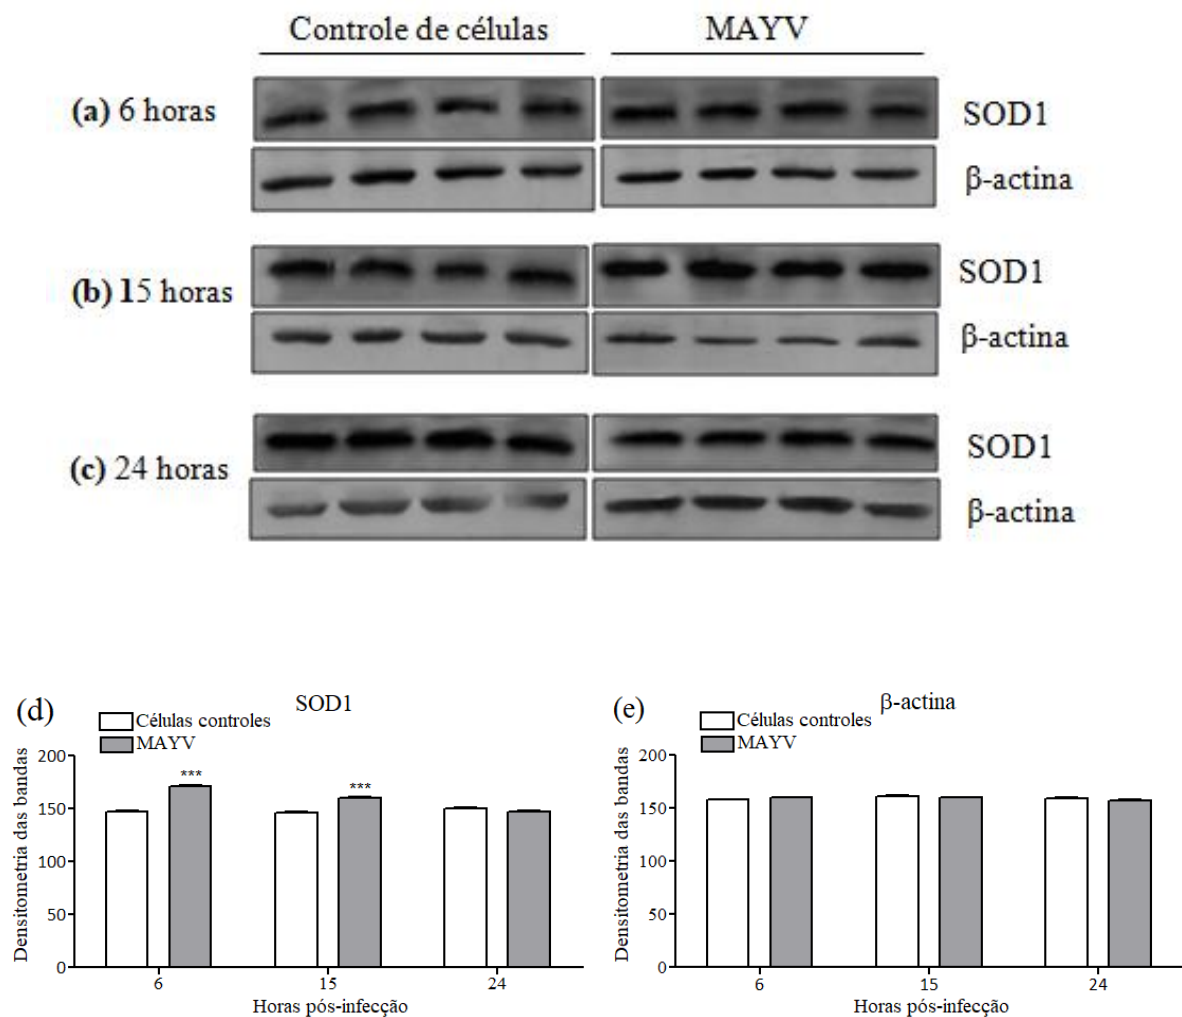 Controle de células MAYV
(a) 6 horas SOD1
β-actina
(b) 15 horas SOD1
β-actina
(c) 24 horas SOD1
β-actina
(d) SOD1
Células controles
MAYV
Densitometria das bandas
200
150
100
50
0
***
***
6 15 24
Horas pós-infecção
(e) β-actina
Células controles
MAYV
Densitometria das bandas
200
150
100
50
0
6 15 24
Horas pós-infecção